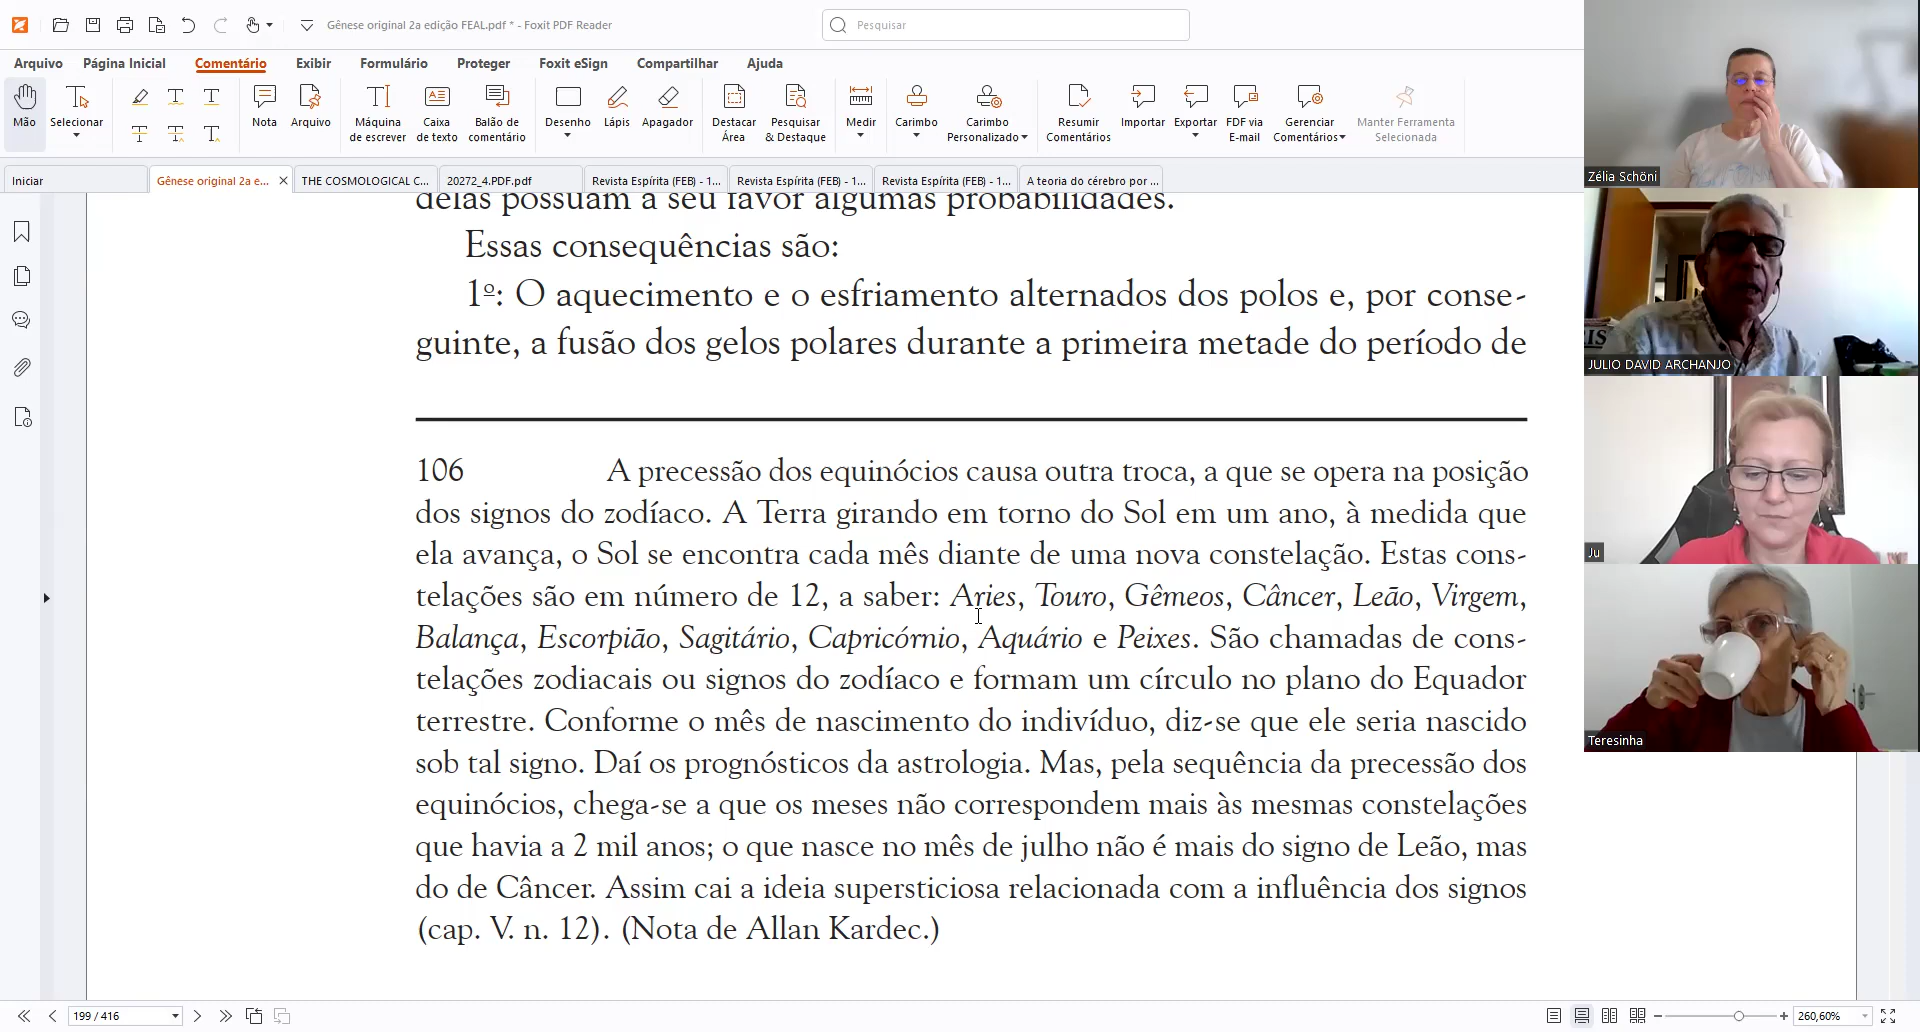 Gênese original 2a edição FEAL.pdf * - Foxit PDF Reader
Pesquisar
Arquivo Página Inicial Comentário Exibir Formulário Proteger Foxit eSign Compartilhar Ajuda
Mão Selecionar Nota Arquivo Máquina de escrever Caixa de texto Balão de comentário Desenho Lápis Apagador Destacar Área Pesquisar & Destaque Medir Carimbo Carimbo Personalizado Resumir Comentários Importar Exportar FDF via E-mail Gerenciar Comentários Manter Ferramenta Selecionada
Iniciar Gênese original 2a e... THE COSMOLOGICAL C... 20272_4.PDF.pdf Revista Espírita (FEB) - 1... Revista Espírita (FEB) - 1... Revista Espírita (FEB) - 1... A teoria do cérebro por ...
delas possuam a seu favor algumas probabilidades.
Essas consequências são:
1º: O aquecimento e o esfriamento alternados dos polos e, por conse-
guinte, a fusão dos gelos polares durante a primeira metade do período de
106 A precessão dos equinócios causa outra troca, a que se opera na posição
dos signos do zodíaco. A Terra girando em torno do Sol em um ano, à medida que
ela avança, o Sol se encontra cada mês diante de uma nova constelação. Estas cons-
telações são em número de 12, a saber: Aries, Touro, Gêmeos, Câncer, Leão, Virgem,
Balança, Escorpião, Sagitário, Capricórnio, Aquário e Peixes. São chamadas de cons-
telações zodiacais ou signos do zodíaco e formam um círculo no plano do Equador
terrestre. Conforme o mês de nascimento do indivíduo, diz-se que ele seria nascido
sob tal signo. Daí os prognósticos da astrologia. Mas, pela sequência da precessão dos
equinócios, chega-se a que os meses não correspondem mais às mesmas constelações
que havia a 2 mil anos; o que nasce no mês de julho não é mais do signo de Leão, mas
do de Câncer. Assim cai a ideia supersticiosa relacionada com a influência dos signos
(cap. V. n. 12). (Nota de Allan Kardec.)
199 / 416
260,60%
Zélia Schöni
JULIO DAVID ARCHANJO
Ju
Teresinha